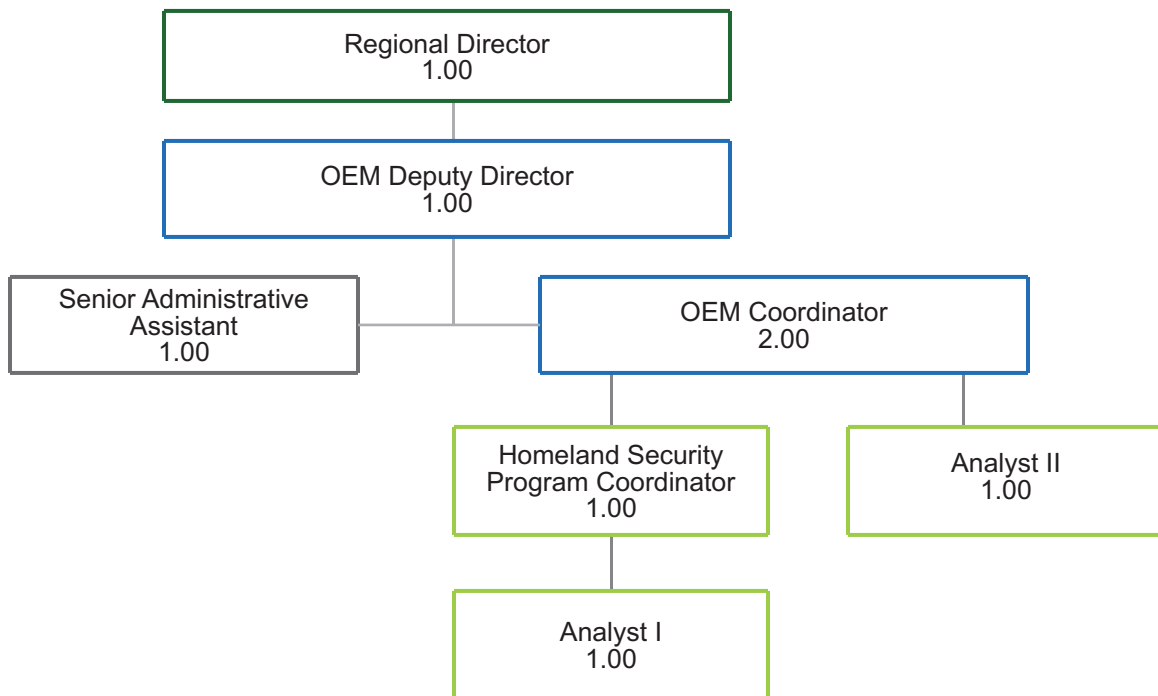 Regional Director
1.00
OEM Deputy Director
1.00
Senior Administrative
Assistant
1.00
OEM Coordinator
2.00
Homeland Security
Program Coordinator
1.00
Analyst II
1.00
Analyst I
1.00